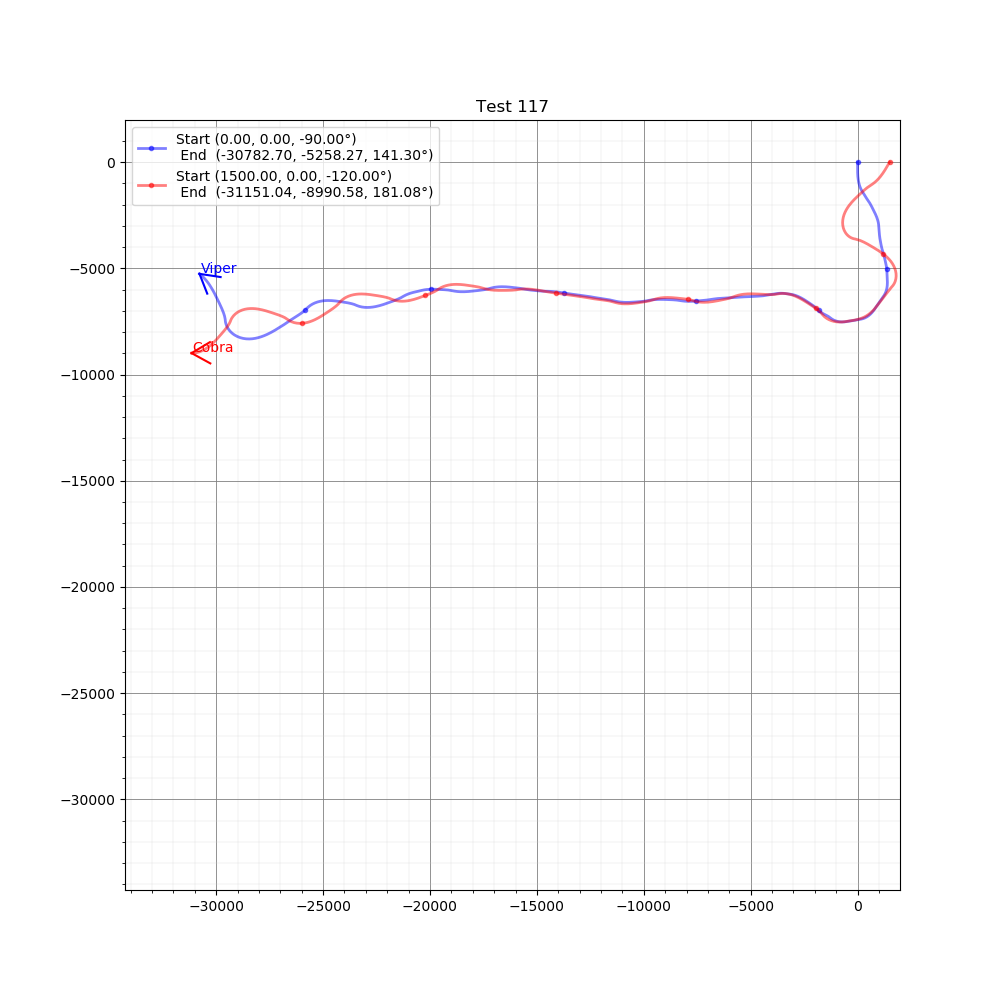 Test 117
Start (0.00, 0.00, -90.00°)
End  (-30782.70, -5258.27, 141.30°)
Start (1500.00, 0.00, -120.00°)
End  (-31151.04, -8990.58, 181.08°)
0
−5000
−10000
−15000
−20000
−25000
−30000
Viper
Cobra
−30000 −25000 −20000 −15000 −10000 −5000 0